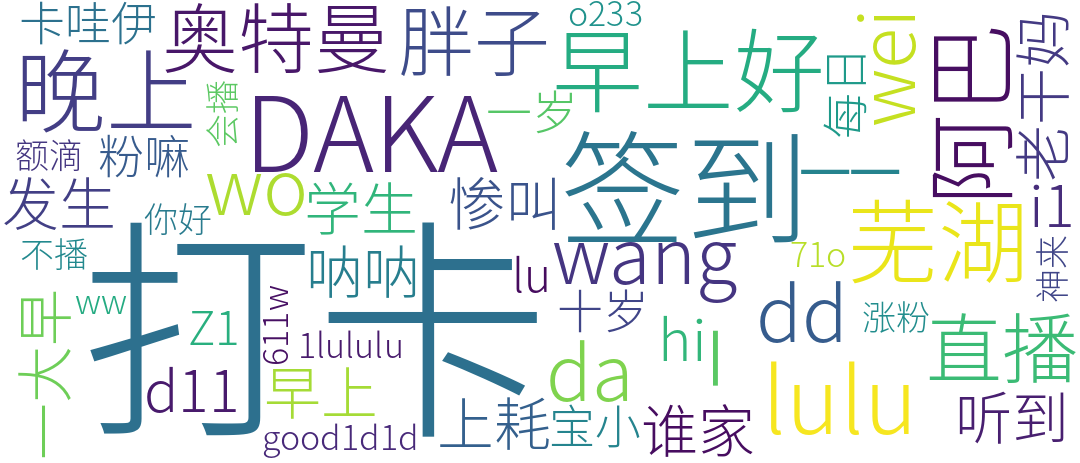 卡哇伊
奥特曼
胖子
o233
早上好
wei
干妈
晚上
会播
DAKA
一岁
签到
每日
阿巴
老
额滴
粉嘛
wo
学生
惨叫
一一
i1
发生
你好
呐呐
wang
芜湖
不播
打卡
lu
71o
神来
一大早
ww
Z1
611w
1lululu
十岁
hij
dd
涨粉
直播
d11
早上
da
lulu
good1d1d
上耗
宝小
谁家
听到